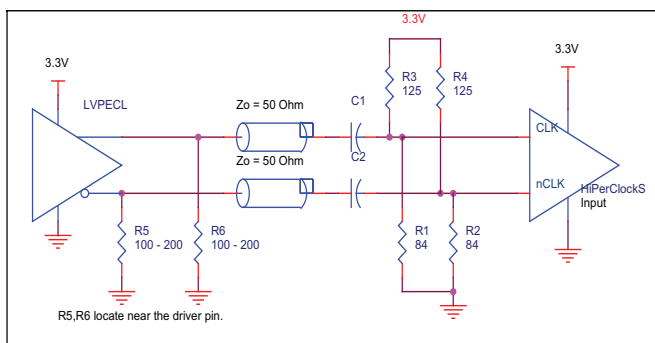 3.3V
3.3V
3.3V
LVPECL
R3
125
R4
125
Zo = 50 Ohm
C1
CLK
Zo = 50 Ohm
C2
nCLK
HiPerClockS
Input
R5
100 - 200
R6
100 - 200
R1
84
R2
84
R5,R6 locate near the driver pin.